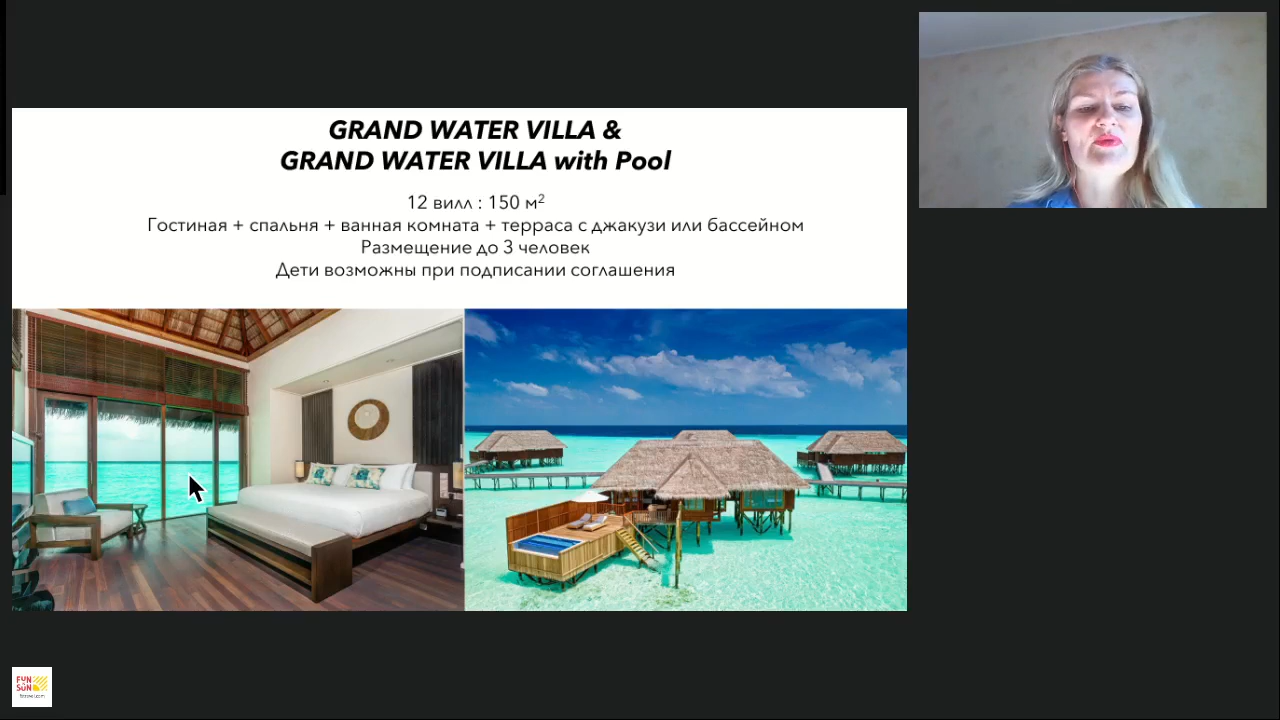 GRAND WATER VILLA &
GRAND WATER VILLA with Pool
12 вилл : 150 м²
Гостиная + спальня + ванная комната + терраса с джакузи или бассейном
Размещение до 3 человек
Дети возможны при подписании соглашения
FUN
&SUN